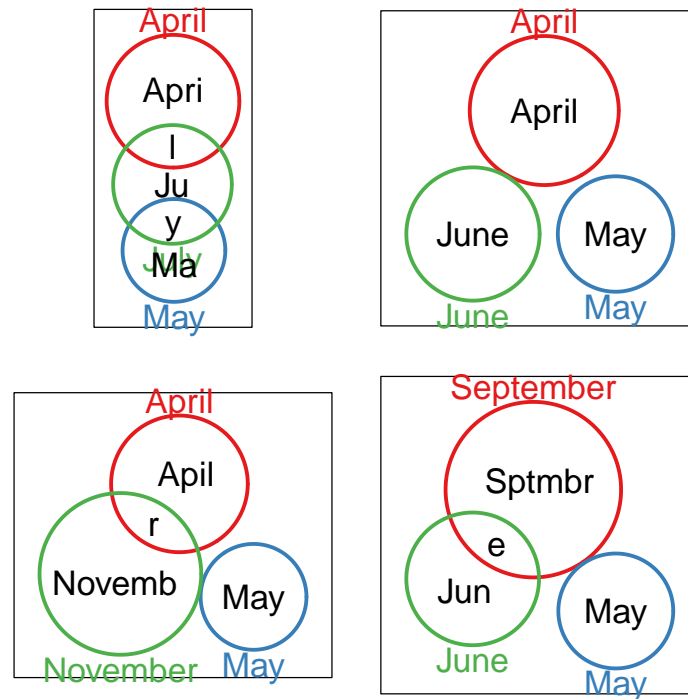 April
Apri
l
Ju
y
July
Ma
May
April
April
June
May
June
May
April
Apil
r
Novemb
May
November
May
September
Sptmbr
e
Jun
May
June
May